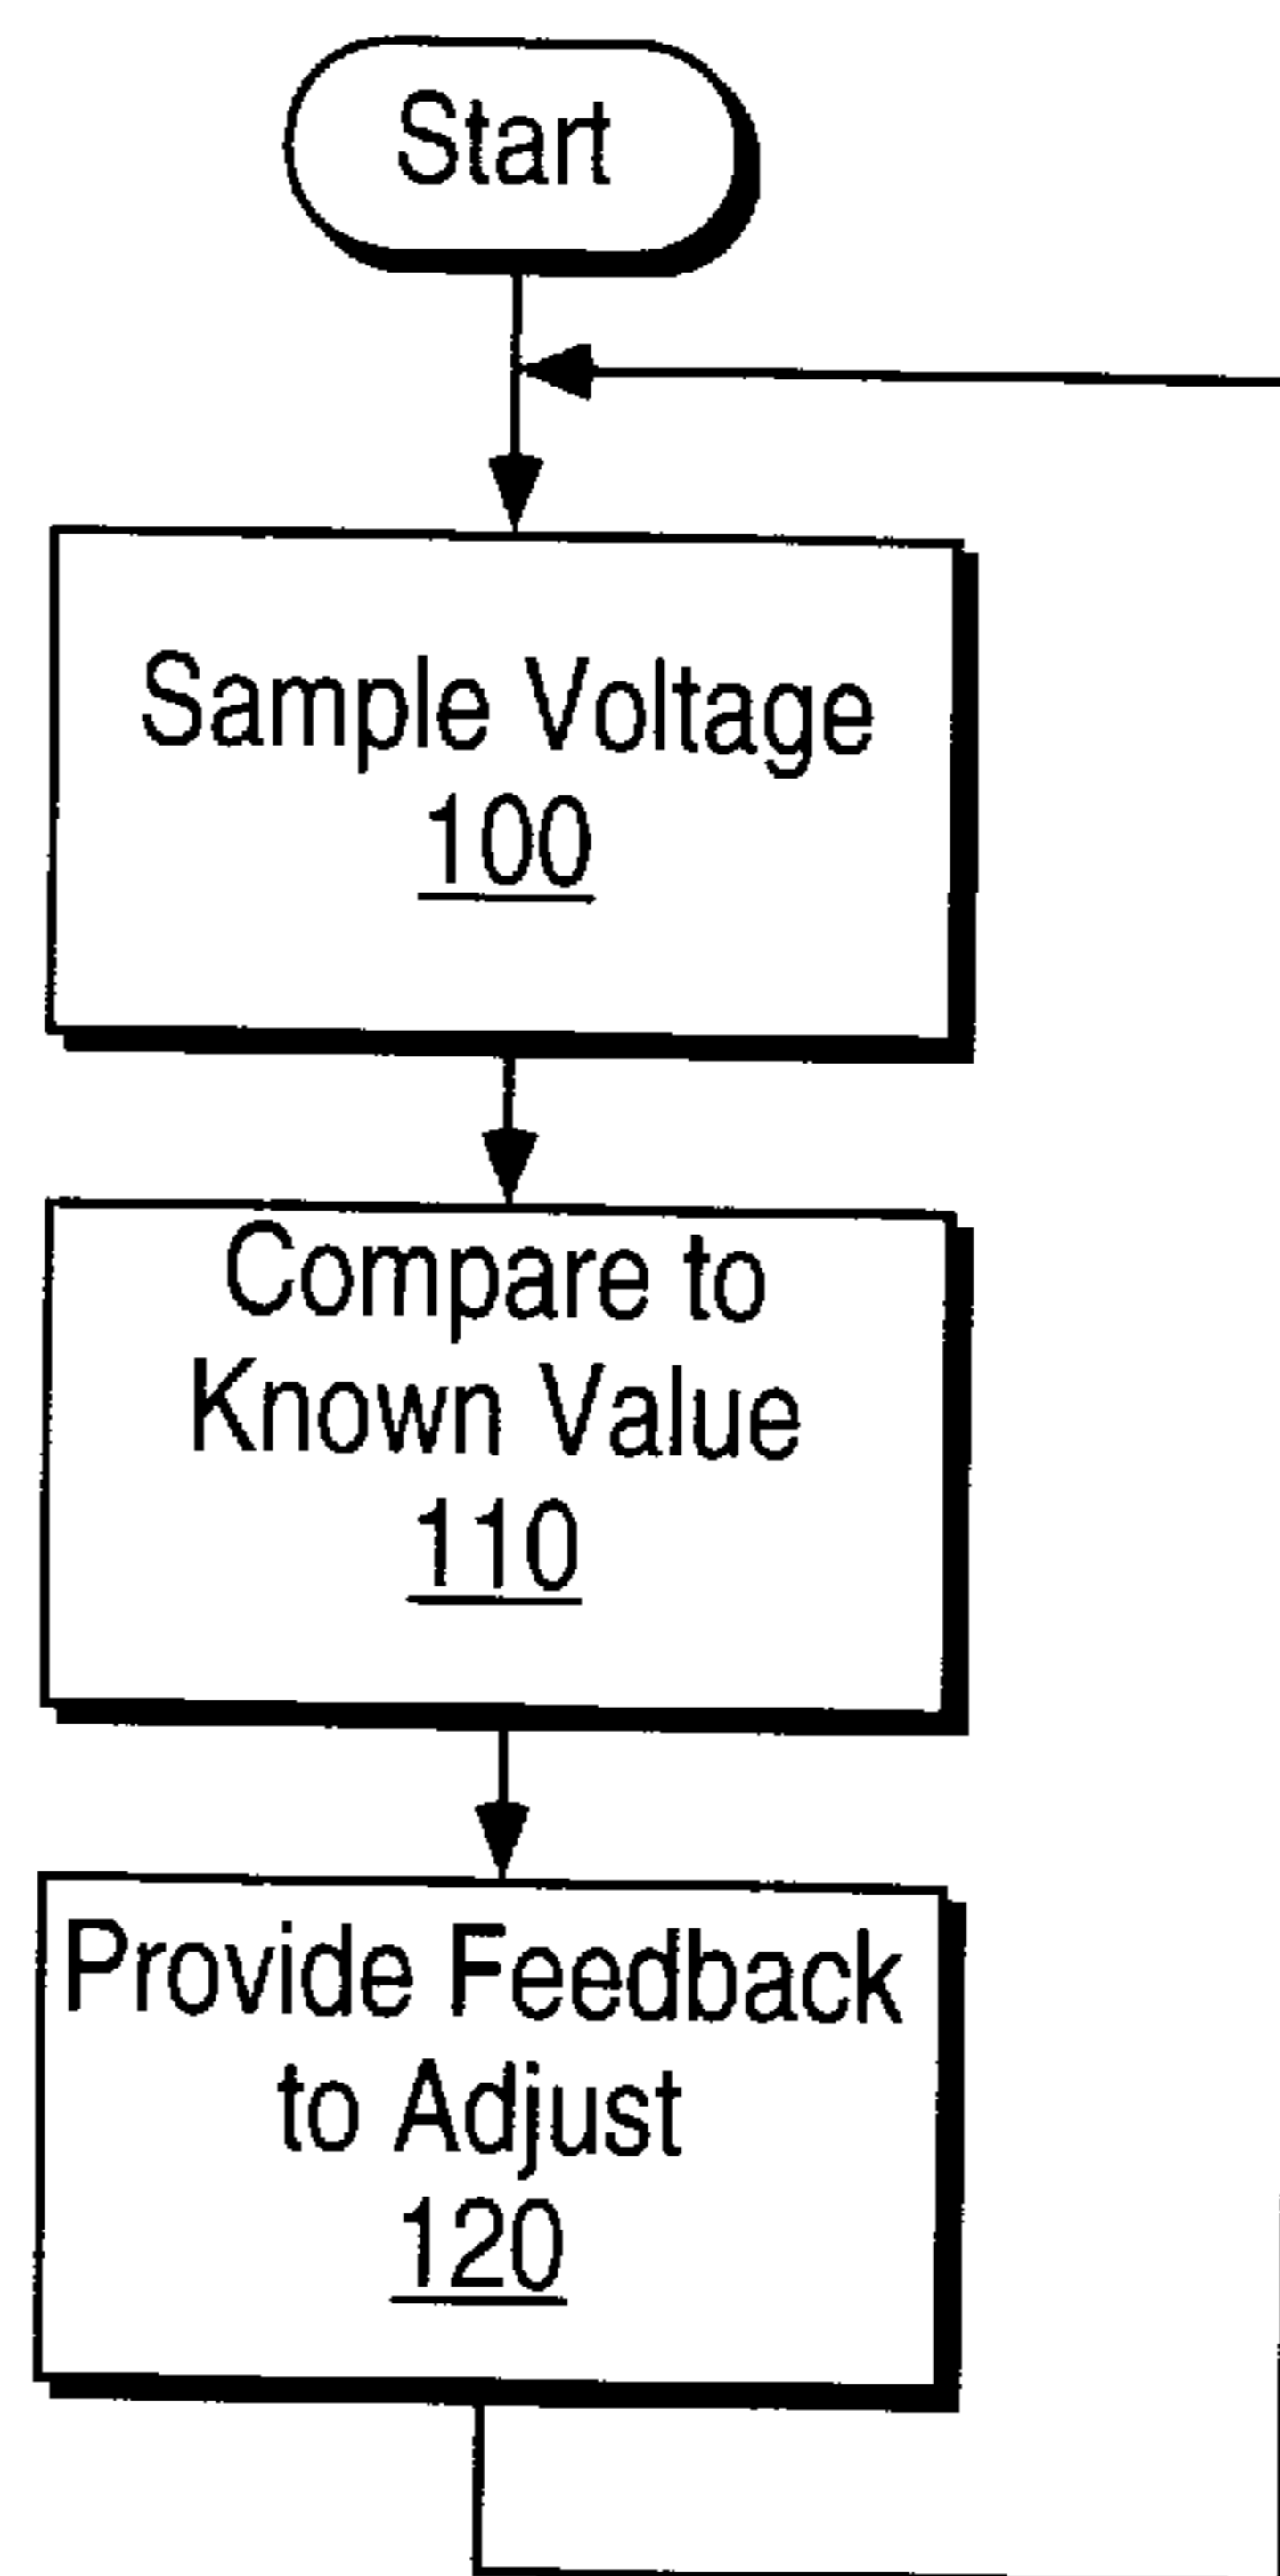 Start
Sample Voltage
100
Compare to
Known Value
110
Provide Feedback
to Adjust
120